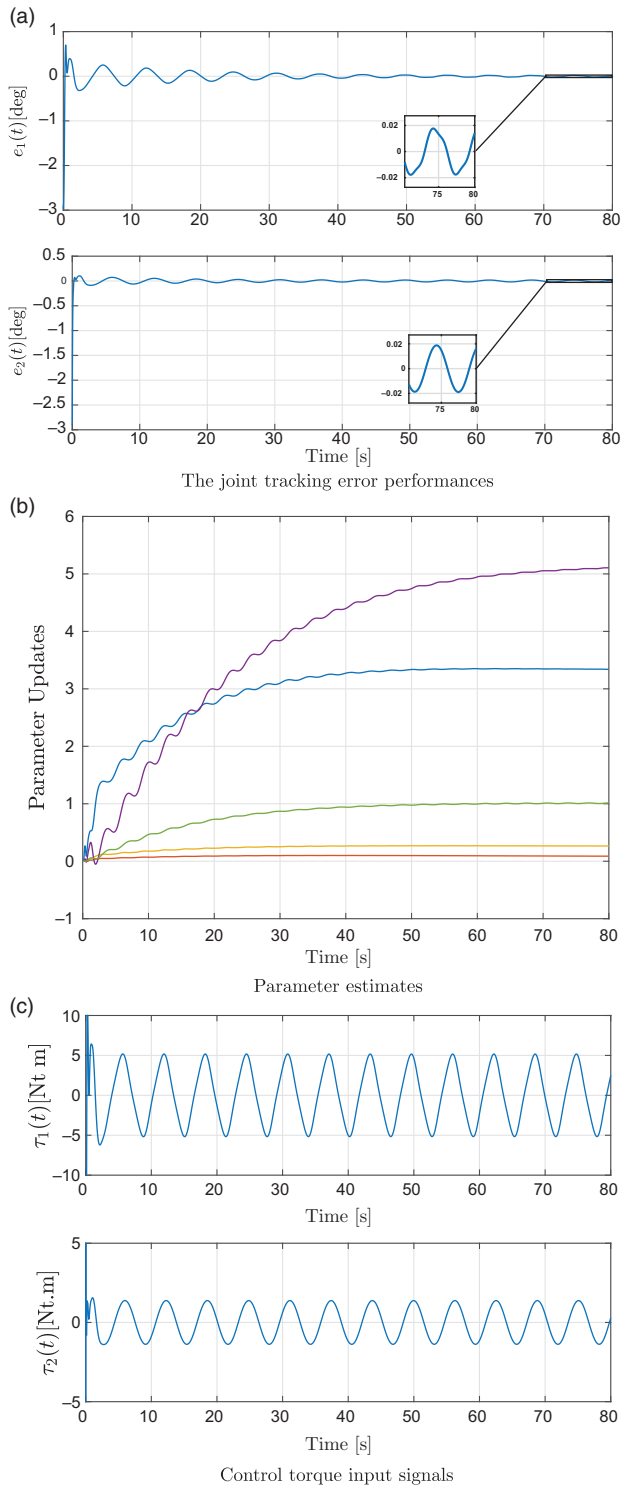 (a)
1
0
−1
−2
−3
e₁(t)[deg]
0.02
0
−0.02
75 80
0 10 20 30 40 50 60 70 80
0.5
0
−0.5
−1
−1.5
−2
−2.5
−3
e₂(t)[deg]
0.02
0
−0.02
75 80
0 10 20 30 40 50 60 70 80
Time [s]
The joint tracking error performances
(b)
6
5
4
3
2
1
0
−1
Parameter Updates
0 10 20 30 40 50 60 70 80
Time [s]
Parameter estimates
(c)
10
5
0
−5
−10
τ₁(t)[Nt m]
0 10 20 30 40 50 60 70 80
Time [s]
5
0
−5
τ₂(t)[Nt.m]
0 10 20 30 40 50 60 70 80
Time [s]
Control torque input signals